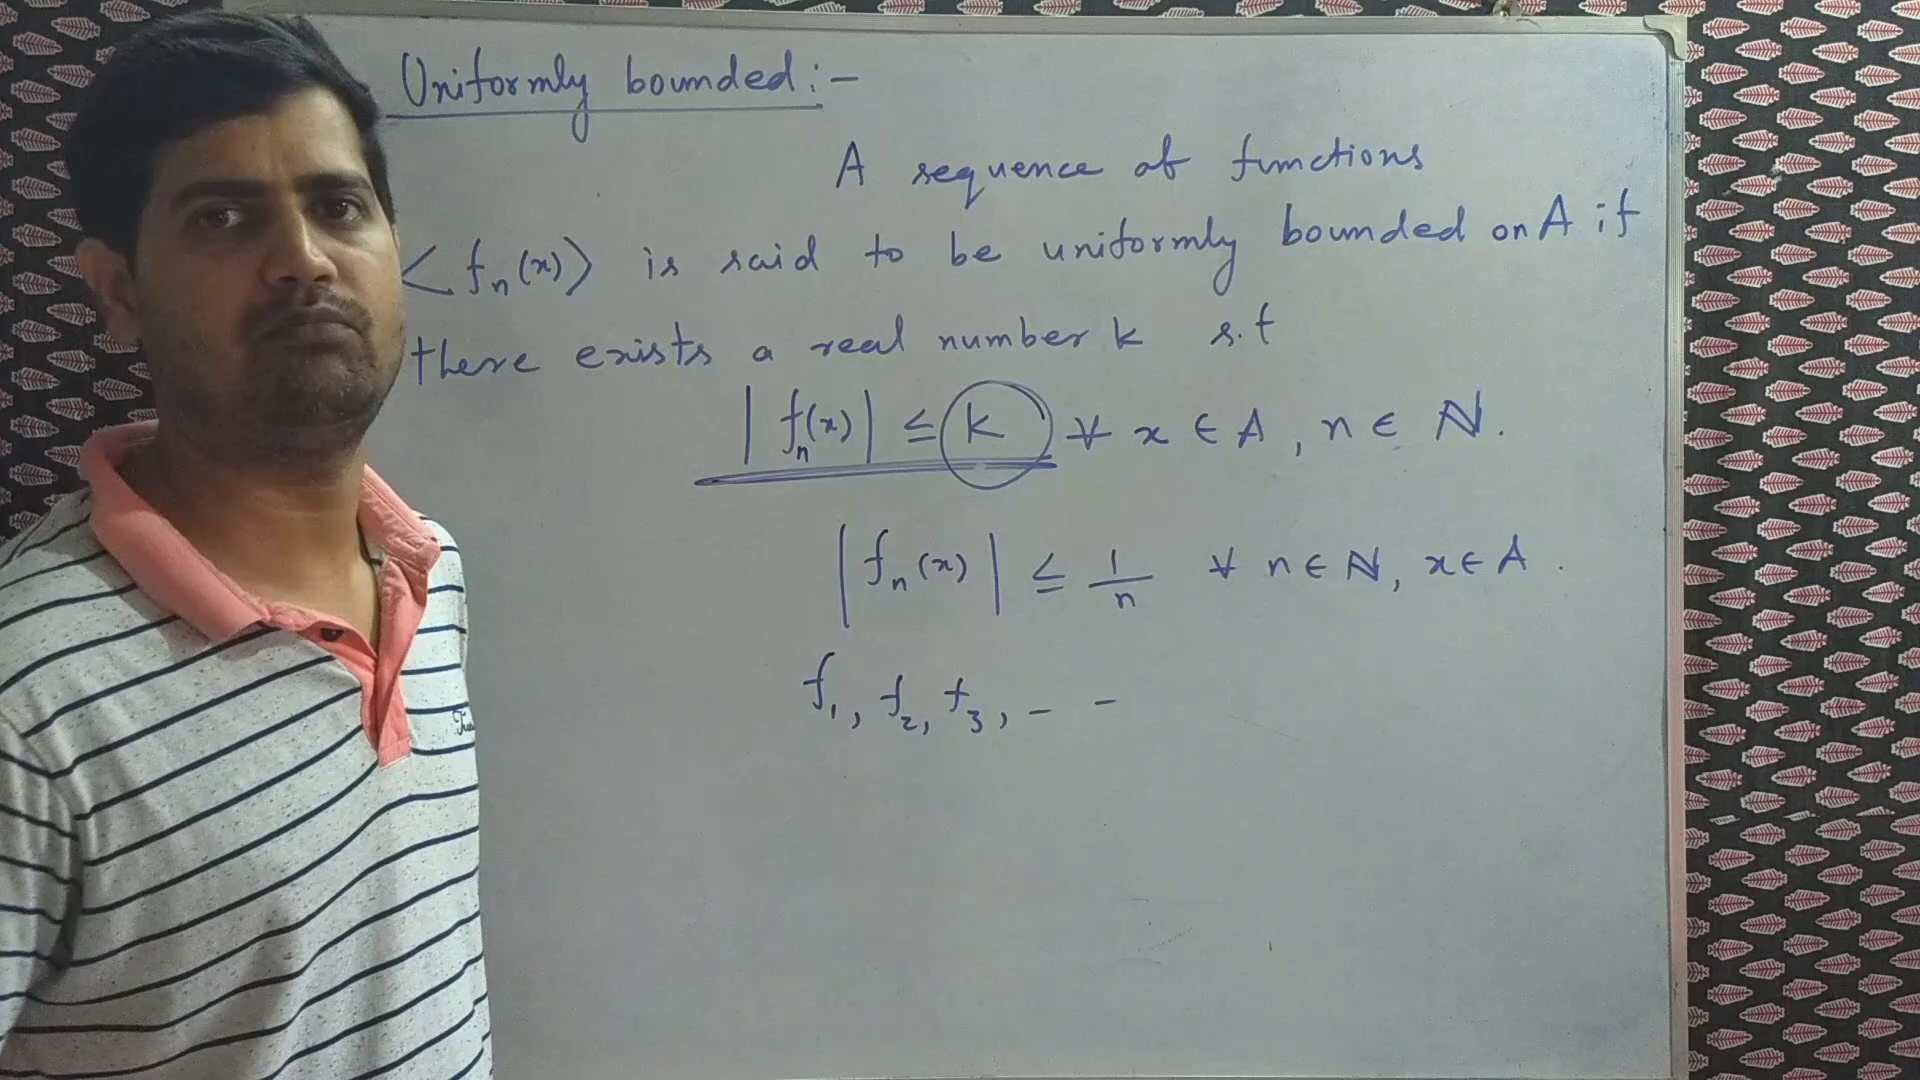 Uniformly bounded :-
A sequence of functions
<fn(x)> is said to be uniformly bounded on A if
there exists a real number k s.t
|fn(x)| ≤ k ∀ x ∈ A, n ∈ ℕ.
|fn(x)| ≤ 1/n ∀ n ∈ ℕ, x ∈ A.
f1, f2, f3, - -